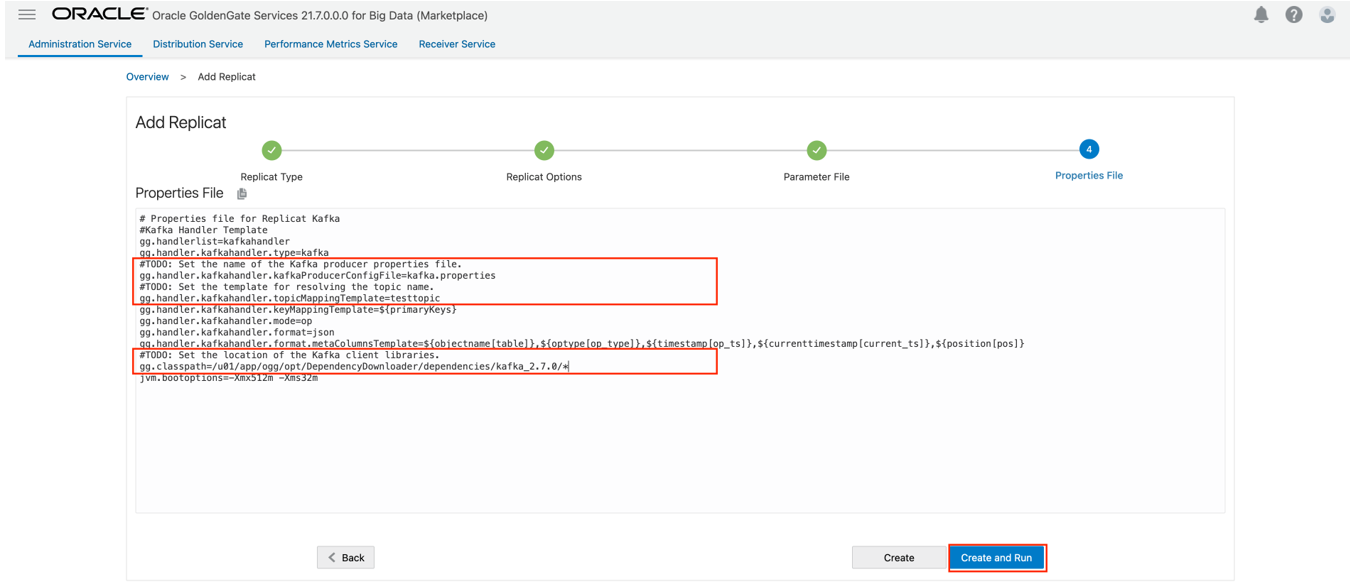 ORACLE® Oracle GoldenGate Services 21.7.0.0.0 for Big Data (Marketplace)
Administration Service Distribution Service Performance Metrics Service Receiver Service
Overview > Add Replicat
Add Replicat
4
Replicat Type Replicat Options Parameter File Properties File
Properties File
# Properties file for Replicat Kafka
#Kafka Handler Template
gg.handlerlist=kafkahandler
gg.handler.kafkahandler.type=kafka
#TODO: Set the name of the Kafka producer properties file.
gg.handler.kafkahandler.kafkaProducerConfigFile=kafka.properties
#TODO: Set the template for resolving the topic name.
gg.handler.kafkahandler.topicMappingTemplate=testtopic
gg.handler.kafkahandler.keyMappingTemplate=${primaryKeys}
gg.handler.kafkahandler.mode=op
gg.handler.kafkahandler.format=json
gg.handler.kafkahandler.format.metaColumnsTemplate=${objectname[table]},${optype[op_type]},${timestamp[op_ts]},${currenttimestamp[current_ts]},${position[pos]}
#TODO: Set the location of the Kafka client libraries.
gg.classpath=/u01/app/ogg/opt/DependencyDownloader/dependencies/kafka_2.7.0/*
jvm.bootoptions=-Xmx512m -Xms32m
Back Create Create and Run